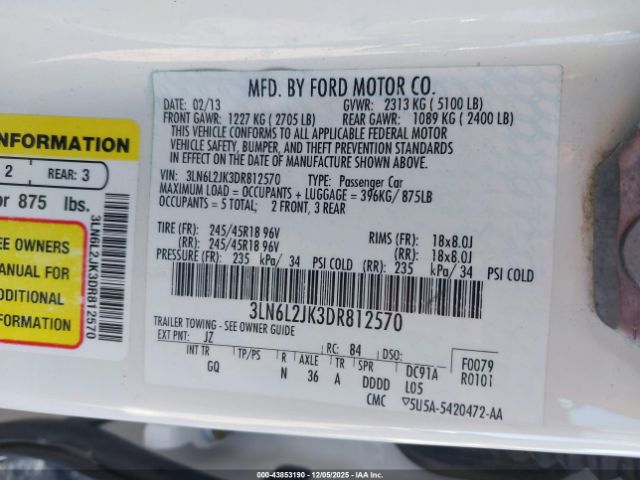 MFD. BY FORD MOTOR CO.
DATE: 02/13 GVWR: 2313 KG ( 5100 LB)
FRONT GAWR: 1227 KG (2705 LB) REAR GAWR: 1089 KG ( 2400 LB)
THIS VEHICLE CONFORMS TO ALL APPLICABLE FEDERAL MOTOR
VEHICLE SAFETY, BUMPER, AND THEFT PREVENTION STANDARDS
IN EFFECT ON THE DATE OF MANUFACTURE SHOWN ABOVE.
VIN: 3LN6L2JK3DR812570 TYPE: Passenger Car
MAXIMUM LOAD = OCCUPANTS + LUGGAGE = 396KG/ 875LB
OCCUPANTS = 5 TOTAL; 2 FRONT, 3 REAR
TIRE (FR): 245/45R18 96V RIMS (FR): 18x8.0J
(RR): 245/45R18 96V (RR): 18x8.0J
PRESSURE (FR): 235 kPa/ 34 PSI COLD (RR): 235 kPa/ 34 PSI COLD
3LN6L2JK3DR812570
TRAILER TOWING - SEE OWNER GUIDE
EXT PNT: JZ RC: 84 DSO: F0079
INT TR TP/PS R AXLE TR SPR DC91A R0101
GQ N 36 A DDDD L05
CMC 5U5A-5420472-AA
INFORMATION
2 REAR: 3
or 875 lbs.
EE OWNERS
MANUAL FOR
ADDITIONAL
FORMATION
3LN6L2JK3DR812570
000-43853190 - 12/05/2025 - IAAI.COM